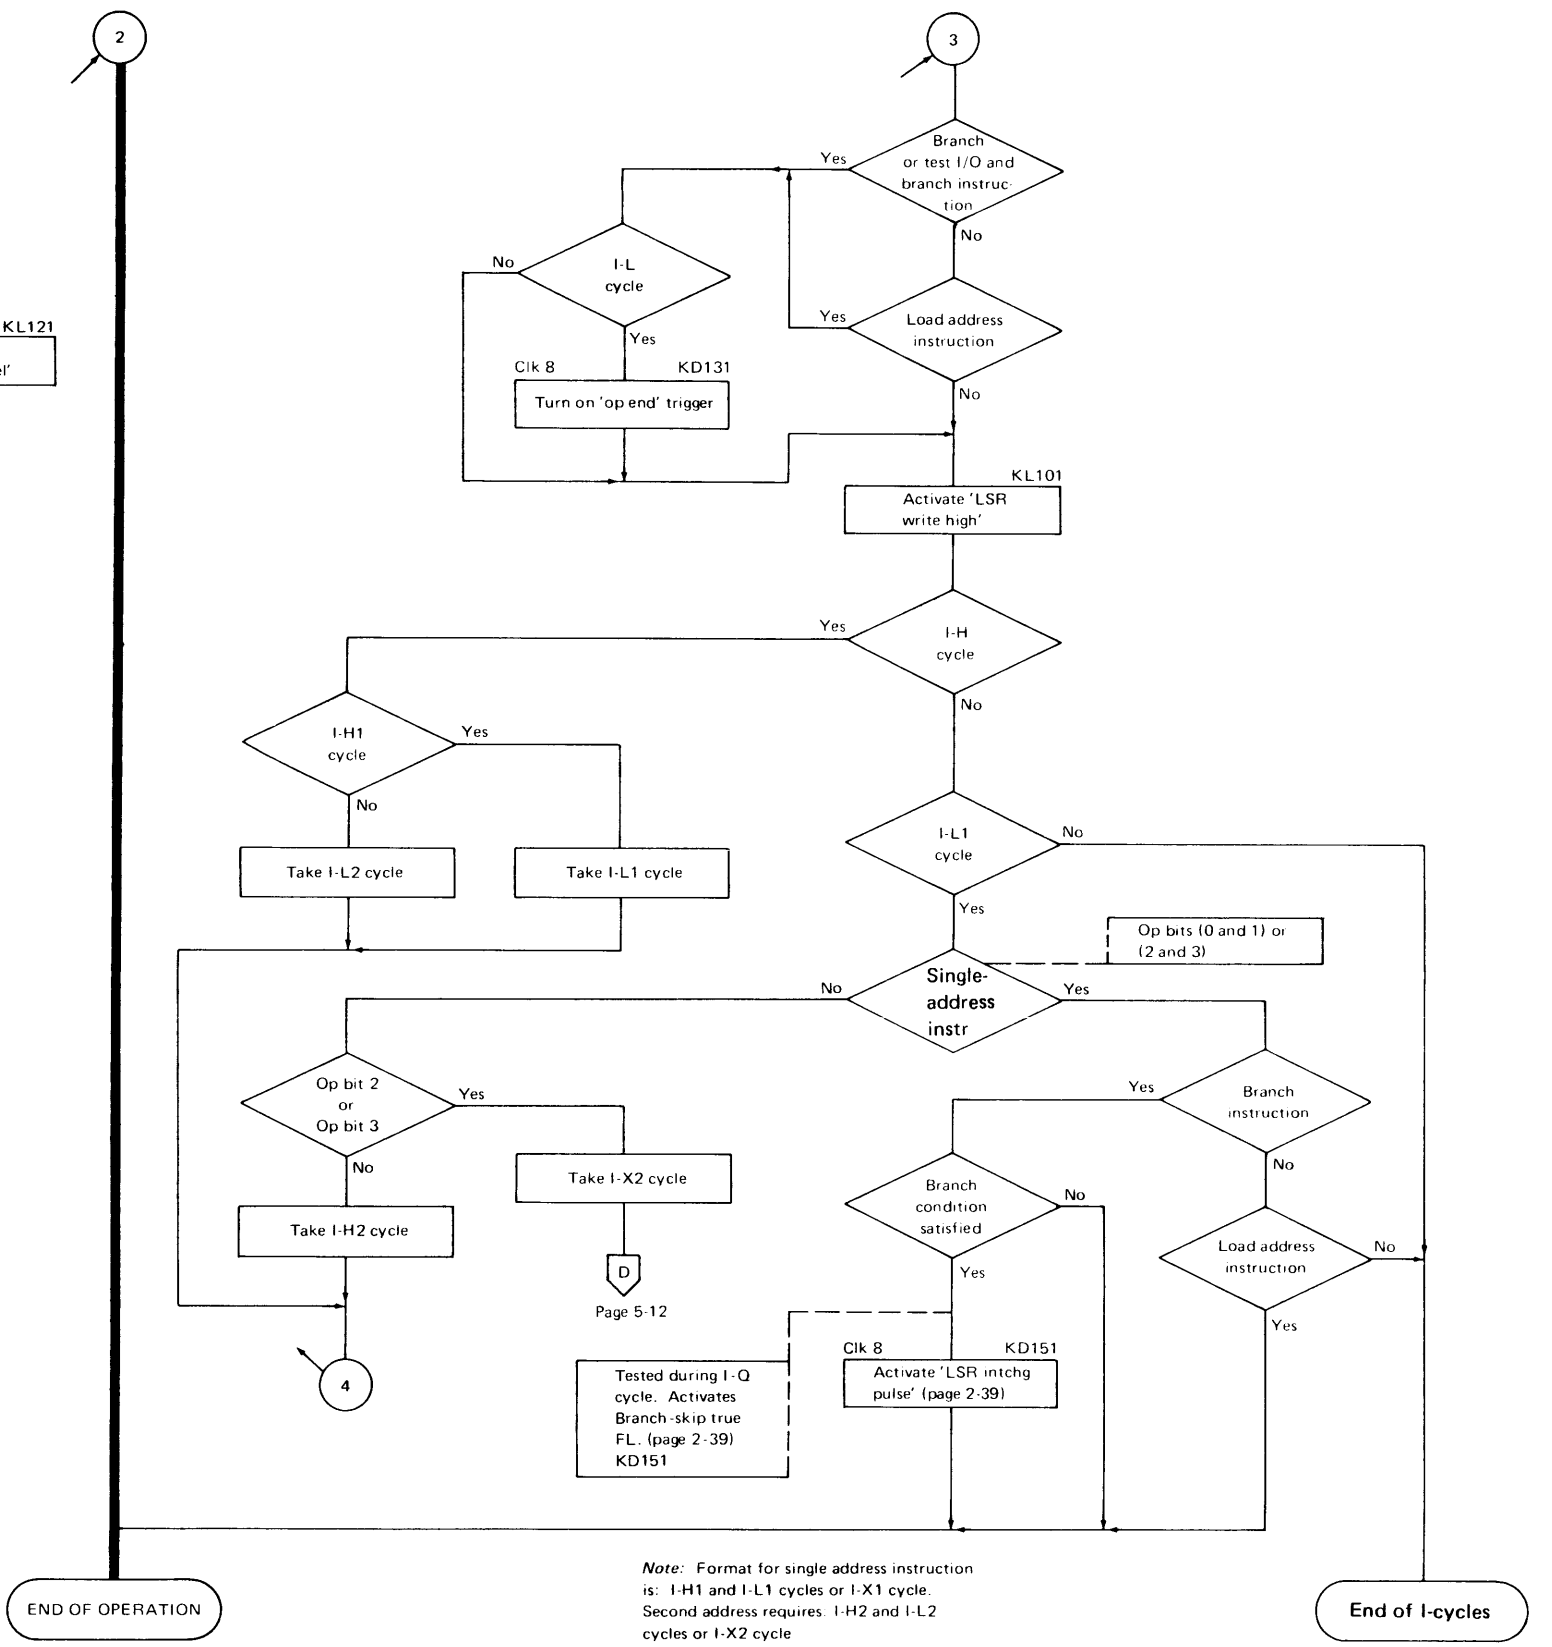 2
3
Branch
or test I/O and
branch instruc-
tion
Yes
No
I-L
cycle
No
Yes
KL121
el'
Load address
instruction
Yes
No
Clk 8 KD131
Turn on 'op end' trigger
KL101
Activate 'LSR
write high'
I-H
cycle
Yes
No
I-H1
cycle
Yes
No
I-L1
cycle
No
Yes
Take I-L2 cycle
Take I-L1 cycle
Op bits (0 and 1) or
(2 and 3)
Single-
address
instr
No
Yes
Op bit 2
or
Op bit 3
Yes
No
Branch
instruction
Yes
No
Take I-X2 cycle
Branch
condition
satisfied
No
Yes
Take I-H2 cycle
Load address
instruction
No
Yes
D
Page 5-12
4
Tested during I-Q
cycle. Activates
Branch-skip true
FL. (page 2-39)
KD151
Clk 8 KD151
Activate 'LSR intchg
pulse' (page 2-39)
Note: Format for single address instruction
is: I-H1 and I-L1 cycles or I-X1 cycle.
Second address requires: I-H2 and I-L2
cycles or I-X2 cycle
END OF OPERATION
End of I-cycles